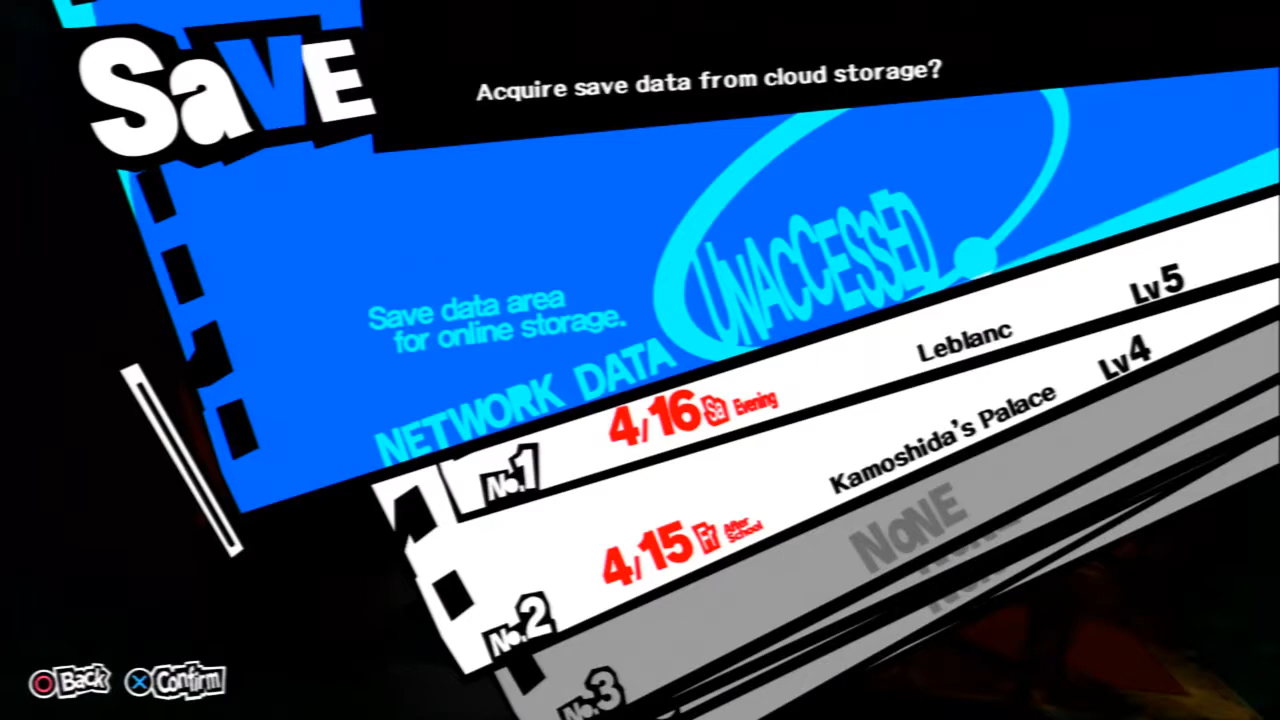 SaVE
Acquire save data from cloud storage?
UNACCESSED
Save data area
for online storage.
NETWORK DATA
No.1 4/16 Sa Evening Leblanc Lv5
No.2 4/15 Fr After School Kamoshida's Palace Lv4
No.3 NoNE
Back Confirm